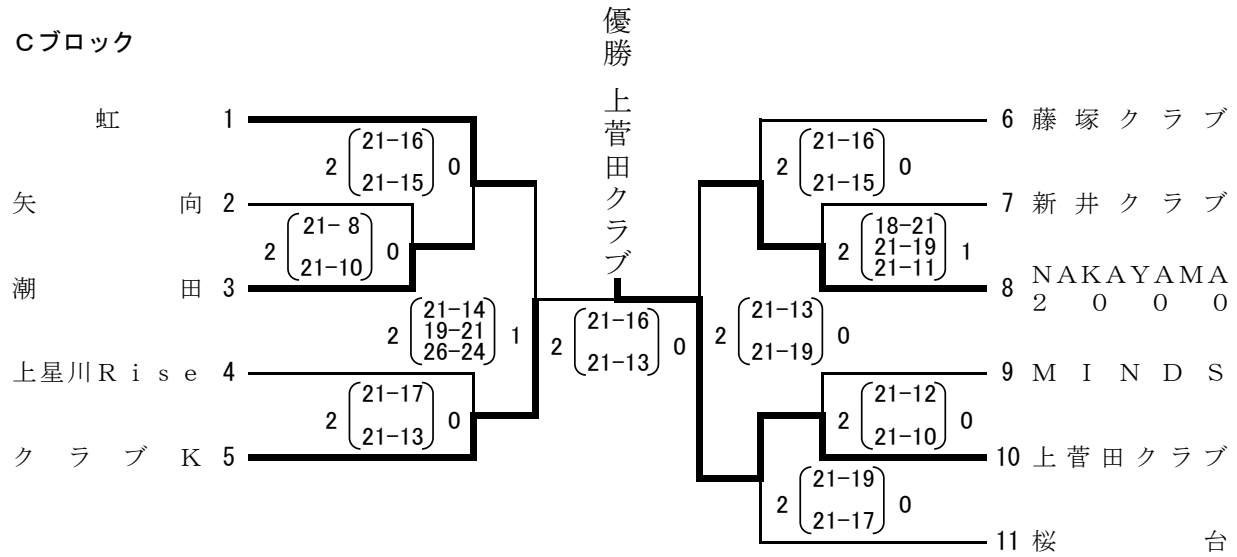 Cブロック
優勝 上菅田クラブ
虹 1
2 21-16 0
21-15
矢向 2
2 21- 8 0
21-10
潮田 3
2 21-14 1
19-21
26-24
上星川Rise 4
2 21-17 0
21-13
クラブK 5
2 21-16 0
21-13
6 藤塚クラブ
2 21-16 0
21-15
7 新井クラブ
2 18-21 1
21-19
21-11
8 NAKAYAMA
2000
2 21-13 0
21-19
9 MINDS
2 21-12 0
21-10
10 上菅田クラブ
2 21-19 0
21-17
11 桜台